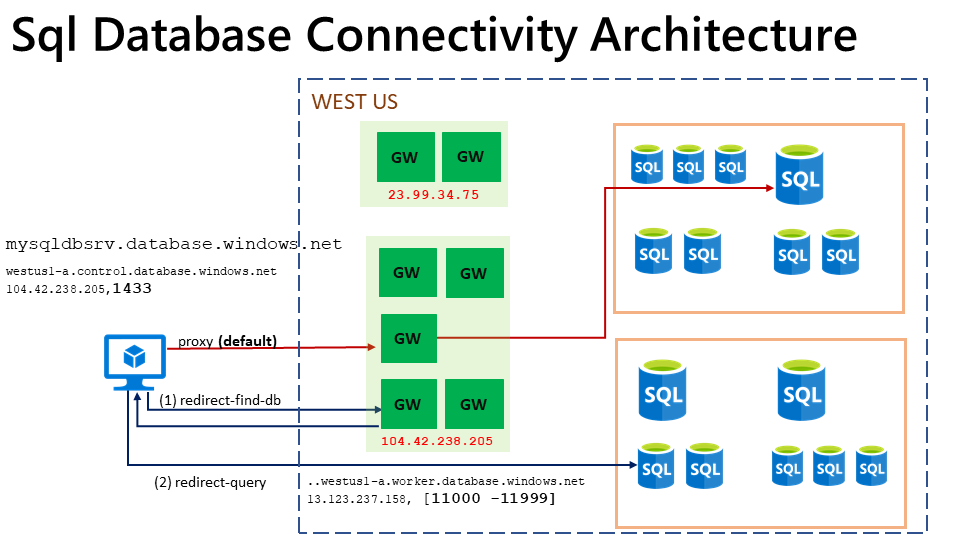 Sql Database Connectivity Architecture
WEST US
GW GW
23.99.34.75
mysqldbsrv.database.windows.net
westus1-a.control.database.windows.net
104.42.238.205,1433
GW GW
GW
GW GW
104.42.238.205
proxy (default)
(1) redirect-find-db
(2) redirect-query
..westus1-a.worker.database.windows.net
13.123.237.158, [11000 -11999]
SQL SQL SQL SQL
SQL SQL SQL SQL
SQL SQL
SQL SQL SQL SQL SQL